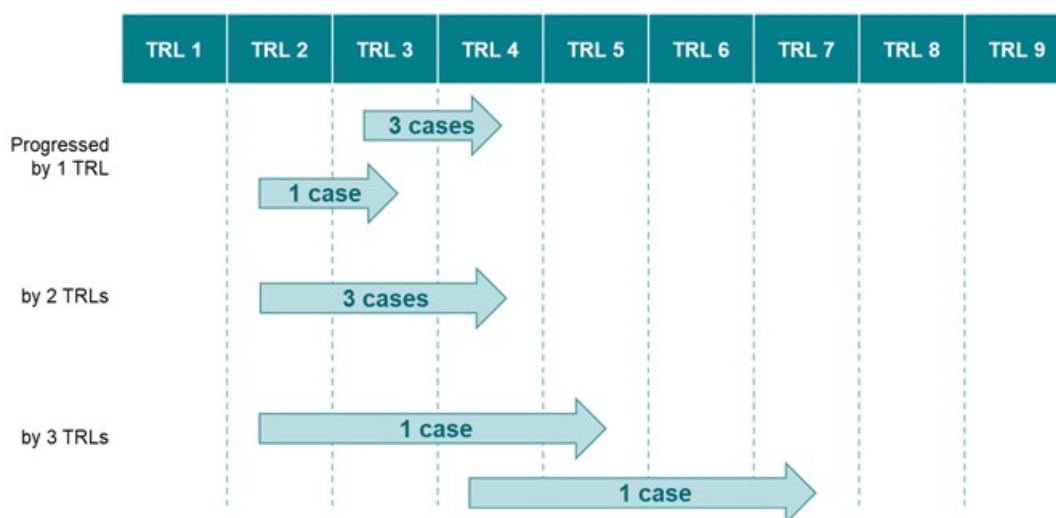 TRL 1 TRL 2 TRL 3 TRL 4 TRL 5 TRL 6 TRL 7 TRL 8 TRL 9
Progressed
by 1 TRL
3 cases
1 case
by 2 TRLs
3 cases
by 3 TRLs
1 case
1 case